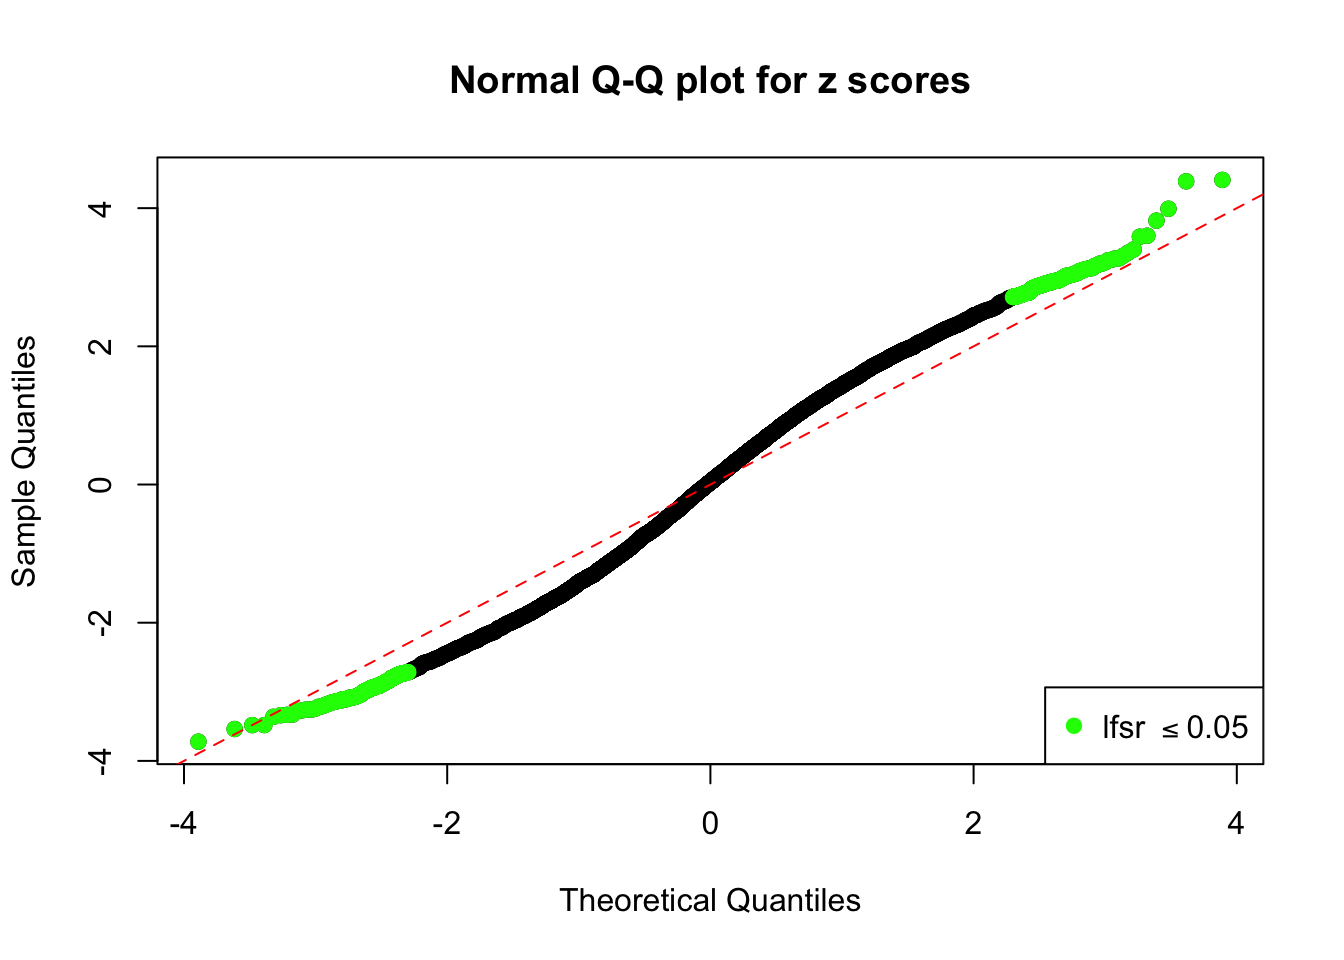 Normal Q-Q plot for z scores
Sample Quantiles
4
2
0
-2
-4
-4 -2 0 2 4
Theoretical Quantiles
lfsr ≤ 0.05